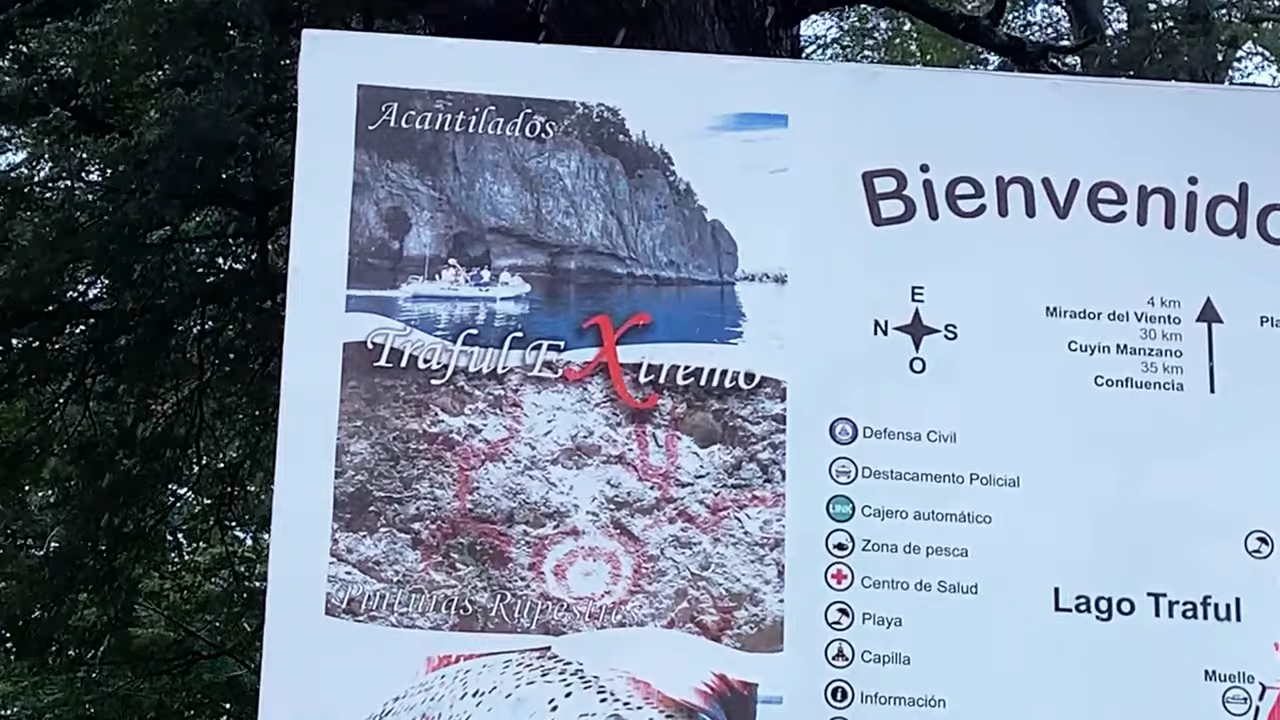 Acantilados
Traful EXtremo
Pinturas Rupestres
Bienvenido
E
N
S
O
4 km
Mirador del Viento
30 km
Cuyín Manzano
35 km
Confluencia
Defensa Civil
Destacamento Policial
LINK
Cajero automático
Zona de pesca
Centro de Salud
Playa
Capilla
Información
Lago Traful
Muelle